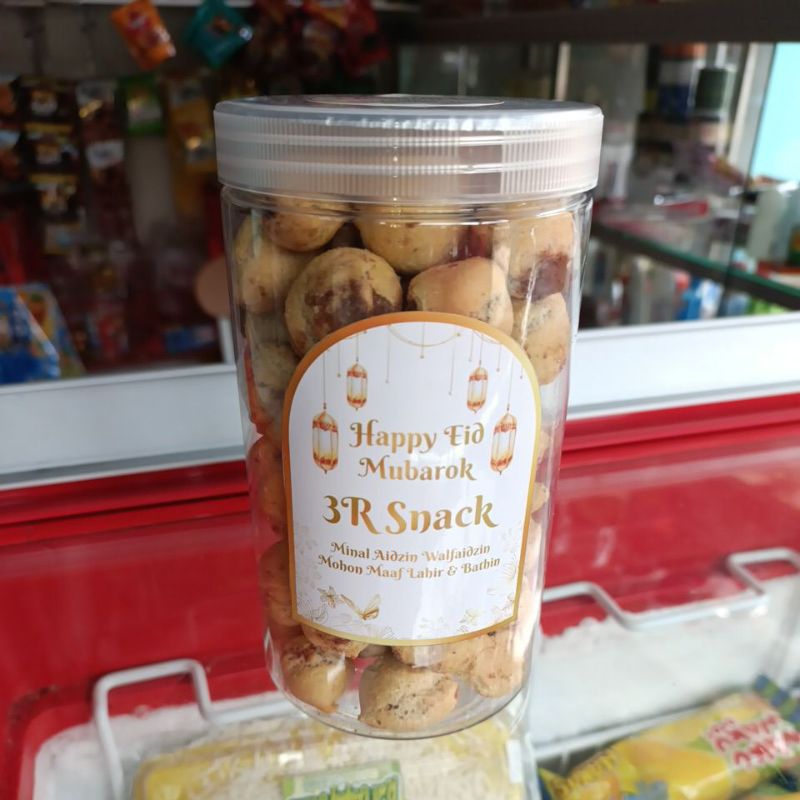 Happy Eid
Mubarok
3R Snack
Minal Aidzin Walfaidzin
Mohon Maaf Lahir & Bathin